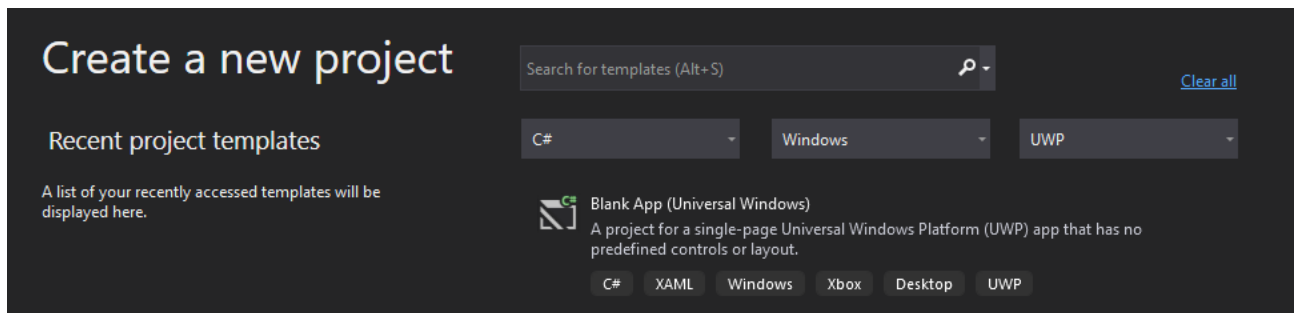 Create a new project
Search for templates (Alt+S)
Clear all
Recent project templates
C#
Windows
UWP
A list of your recently accessed templates will be
displayed here.
C#
Blank App (Universal Windows)
A project for a single-page Universal Windows Platform (UWP) app that has no
predefined controls or layout.
C# XAML Windows Xbox Desktop UWP